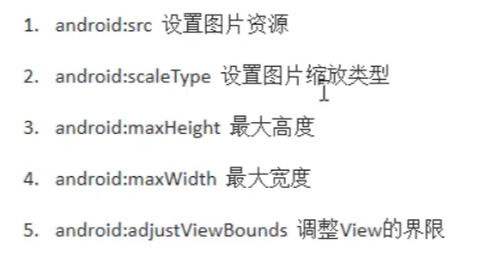 1. android:src 设置图片资源
2. android:scaleType 设置图片缩放类型
3. android:maxHeight 最大高度
4. android:maxWidth 最大宽度
5. android:adjustViewBounds 调整View的界限